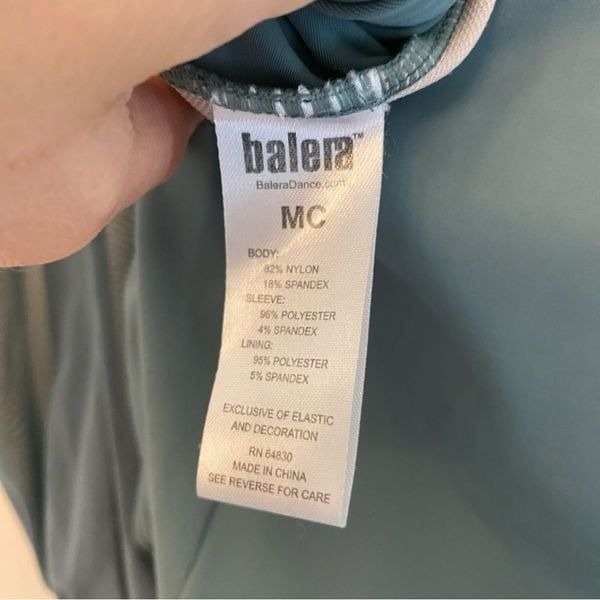 balera™
BaleraDance.com
MC
BODY:
82% NYLON
18% SPANDEX
SLEEVE:
96% POLYESTER
4% SPANDEX
LINING:
95% POLYESTER
5% SPANDEX
EXCLUSIVE OF ELASTIC
AND DECORATION
RN 64830
MADE IN CHINA
SEE REVERSE FOR CARE